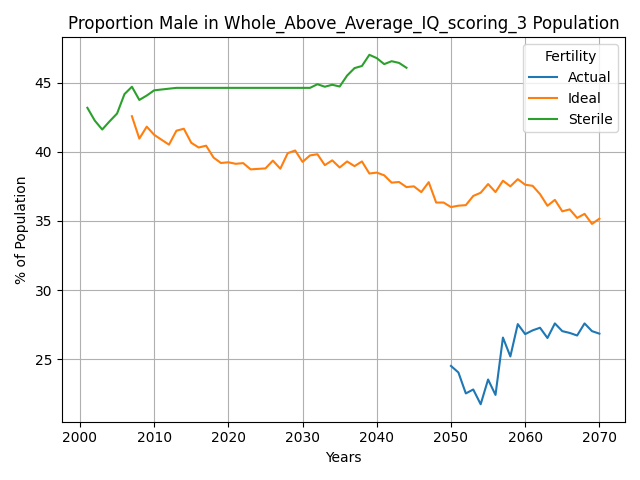 Proportion Male in Whole_Above_Average_IQ_scoring_3 Population
Fertility
Actual
Ideal
Sterile
% of Population
45
40
35
30
25
2000 2010 2020 2030 2040 2050 2060 2070
Years